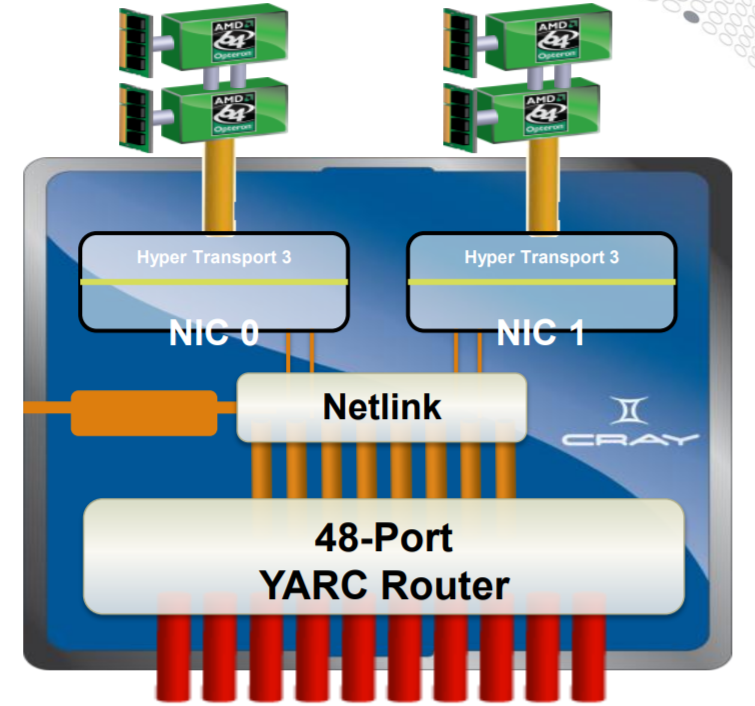 AMD
64
Opteron
AMD
64
Opteron
AMD
64
Opteron
AMD
64
Opteron
Hyper Transport 3
NIC 0
Hyper Transport 3
NIC 1
Netlink
CRAY
48-Port
YARC Router